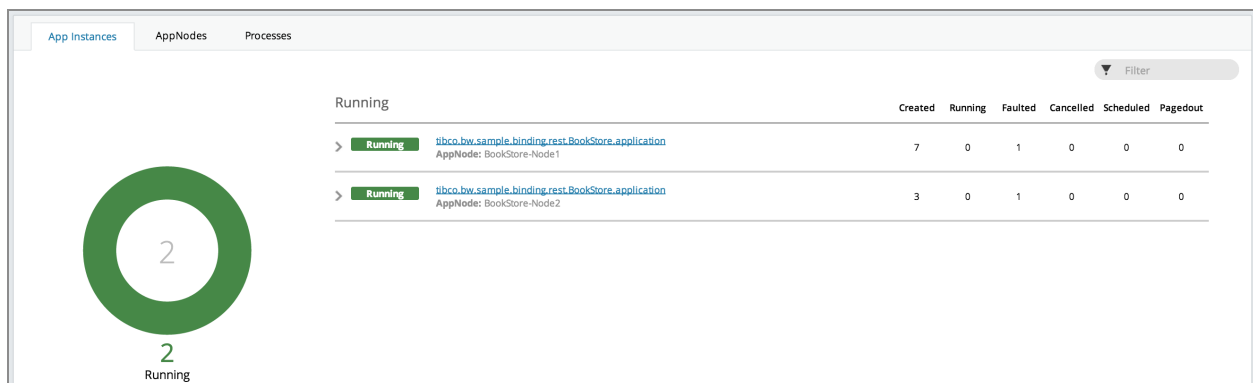 App Instances AppNodes Processes
Filter
Running Created Running Faulted Cancelled Scheduled Pagedout
Running tibco.bw.sample.binding.rest.BookStore.application 7 0 1 0 0 0
AppNode: BookStore-Node1
Running tibco.bw.sample.binding.rest.BookStore.application 3 0 1 0 0 0
AppNode: BookStore-Node2
2
2
Running